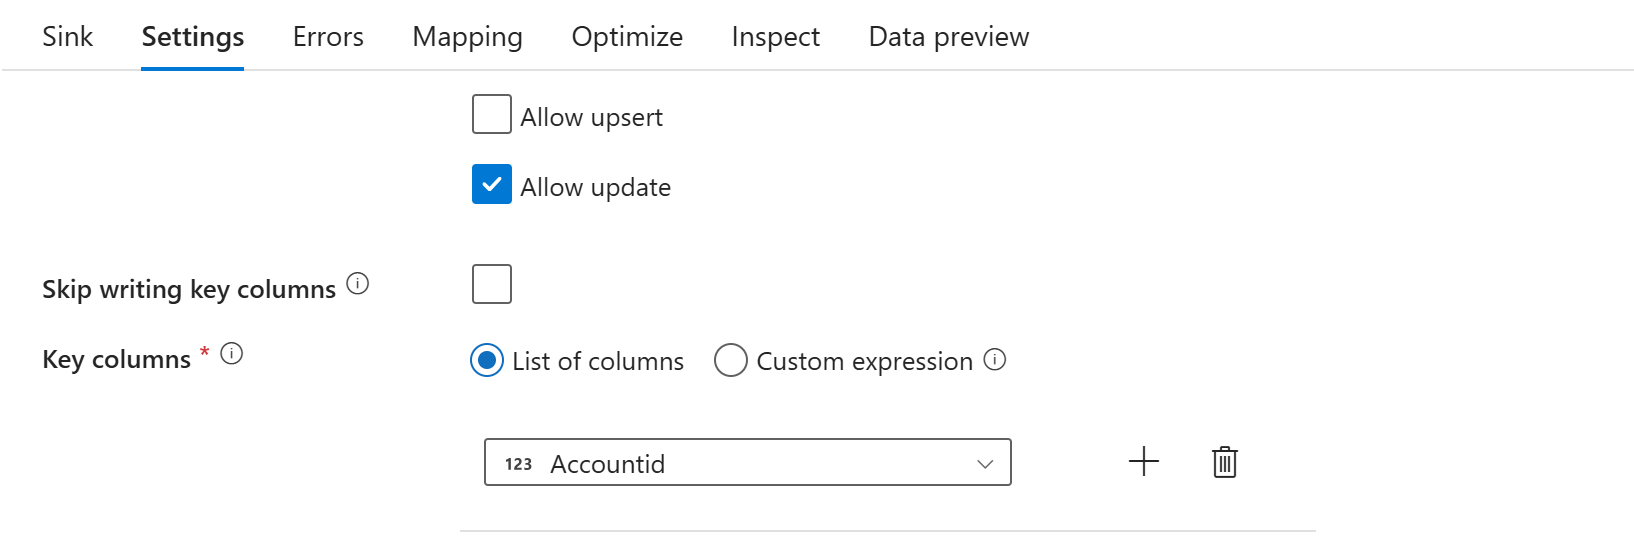 Sink Settings Errors Mapping Optimize Inspect Data preview
Allow upsert
Allow update
Skip writing key columns
Key columns * List of columns Custom expression
123 Accountid